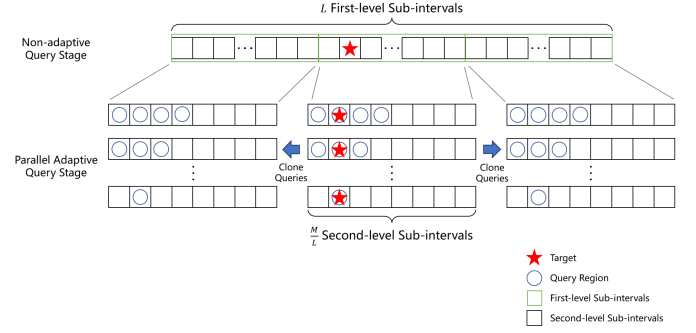 L First-level Sub-intervals
Non-adaptive
Query Stage
...
...
...
Parallel Adaptive
Query Stage
Clone
Queries
Clone
Queries
M/L Second-level Sub-intervals
Target
Query Region
First-level Sub-intervals
Second-level Sub-intervals